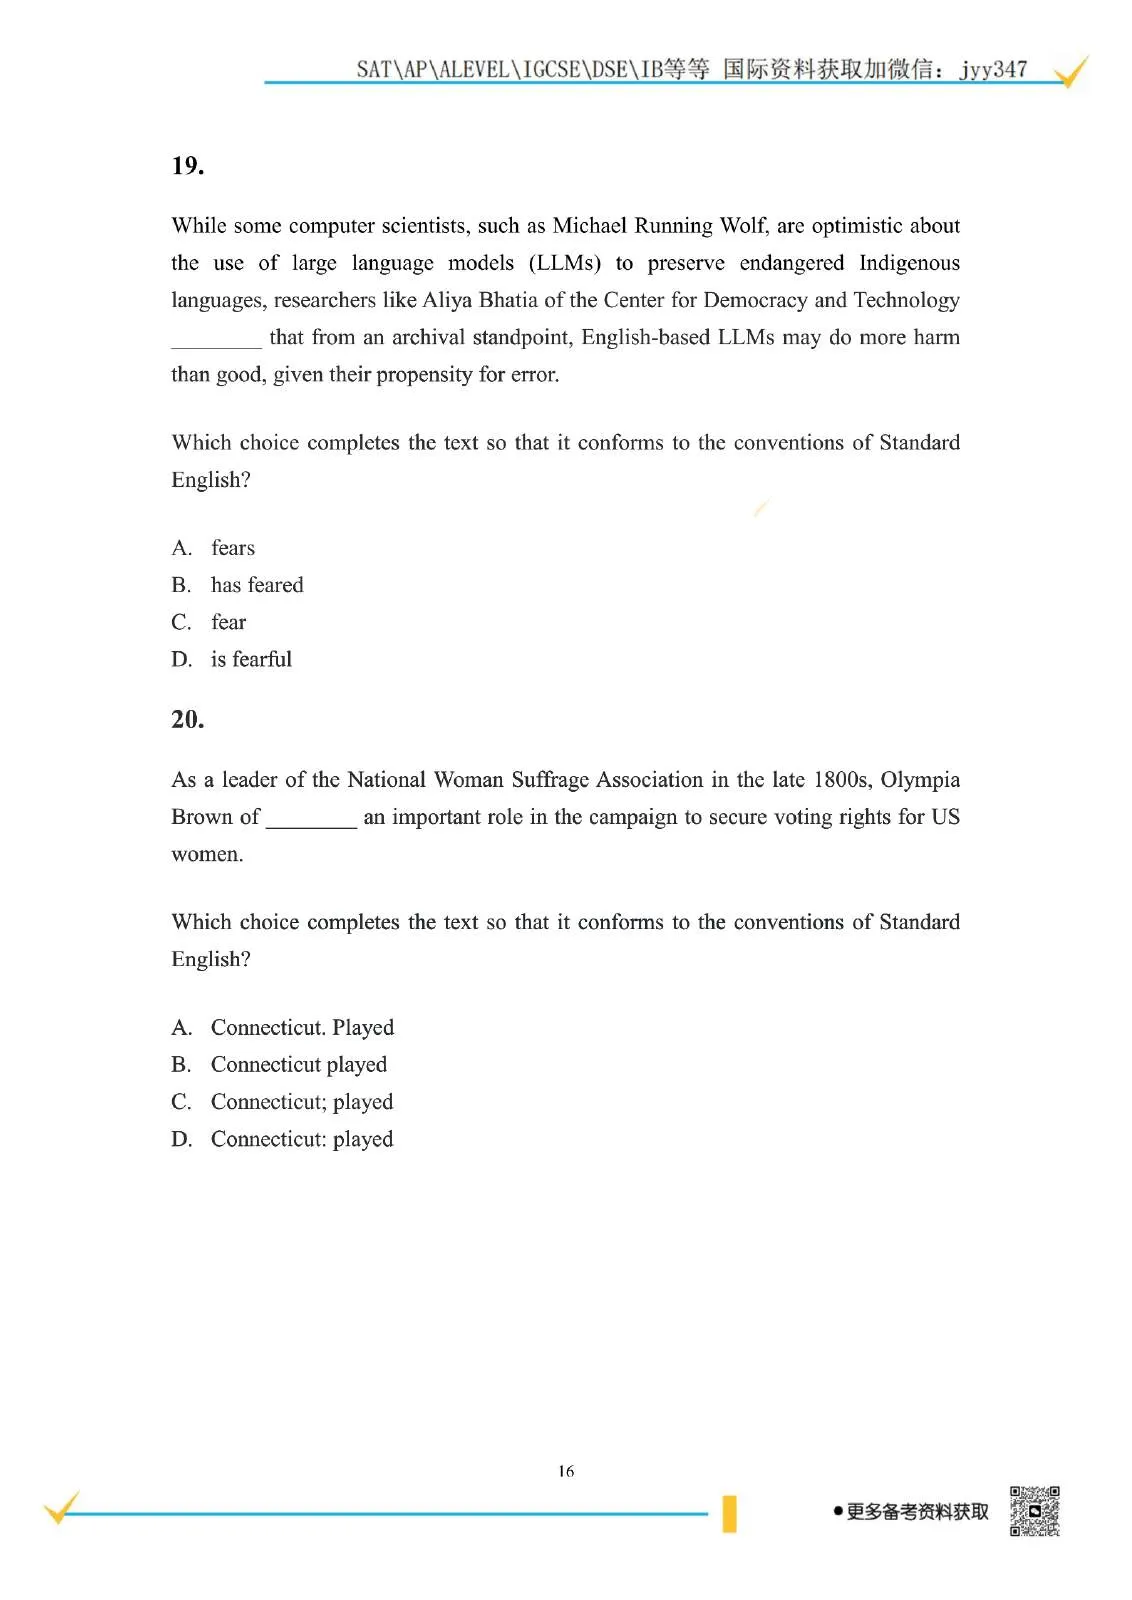 SAT\AP\ALEVEL\IGCSE\DSE\IB等等 国际资料获取加微信：jyy347
19.
While some computer scientists, such as Michael Running Wolf, are optimistic about
the use of large language models (LLMs) to preserve endangered Indigenous
languages, researchers like Aliya Bhatia of the Center for Democracy and Technology
________ that from an archival standpoint, English-based LLMs may do more harm
than good, given their propensity for error.
Which choice completes the text so that it conforms to the conventions of Standard
English?
A. fears
B. has feared
C. fear
D. is fearful
20.
As a leader of the National Woman Suffrage Association in the late 1800s, Olympia
Brown of ________ an important role in the campaign to secure voting rights for US
women.
Which choice completes the text so that it conforms to the conventions of Standard
English?
A. Connecticut. Played
B. Connecticut played
C. Connecticut; played
D. Connecticut: played
16
●更多备考资料获取